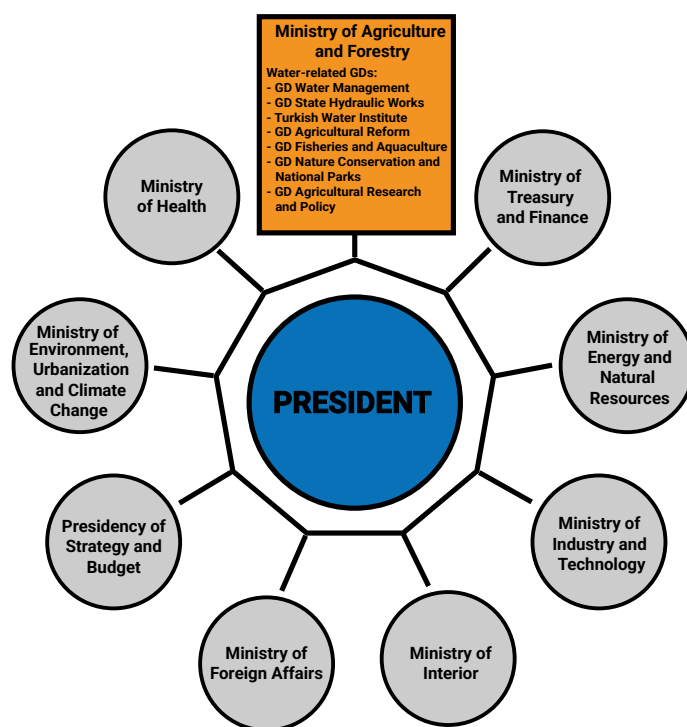 Ministry of Agriculture
and Forestry
Water-related GDs:
- GD Water Management
- GD State Hydraulic Works
- Turkish Water Institute
- GD Agricultural Reform
- GD Fisheries and Aquaculture
- GD Nature Conservation and
National Parks
- GD Agricultural Research
and Policy
Ministry of
Treasury
and Finance
Ministry of
Energy and
Natural
Resources
Ministry of
Industry and
Technology
Ministry of
Interior
Ministry of
Foreign Affairs
Presidency of
Strategy and
Budget
Ministry of
Environment,
Urbanization
and Climate
Change
Ministry
of Health
PRESIDENT